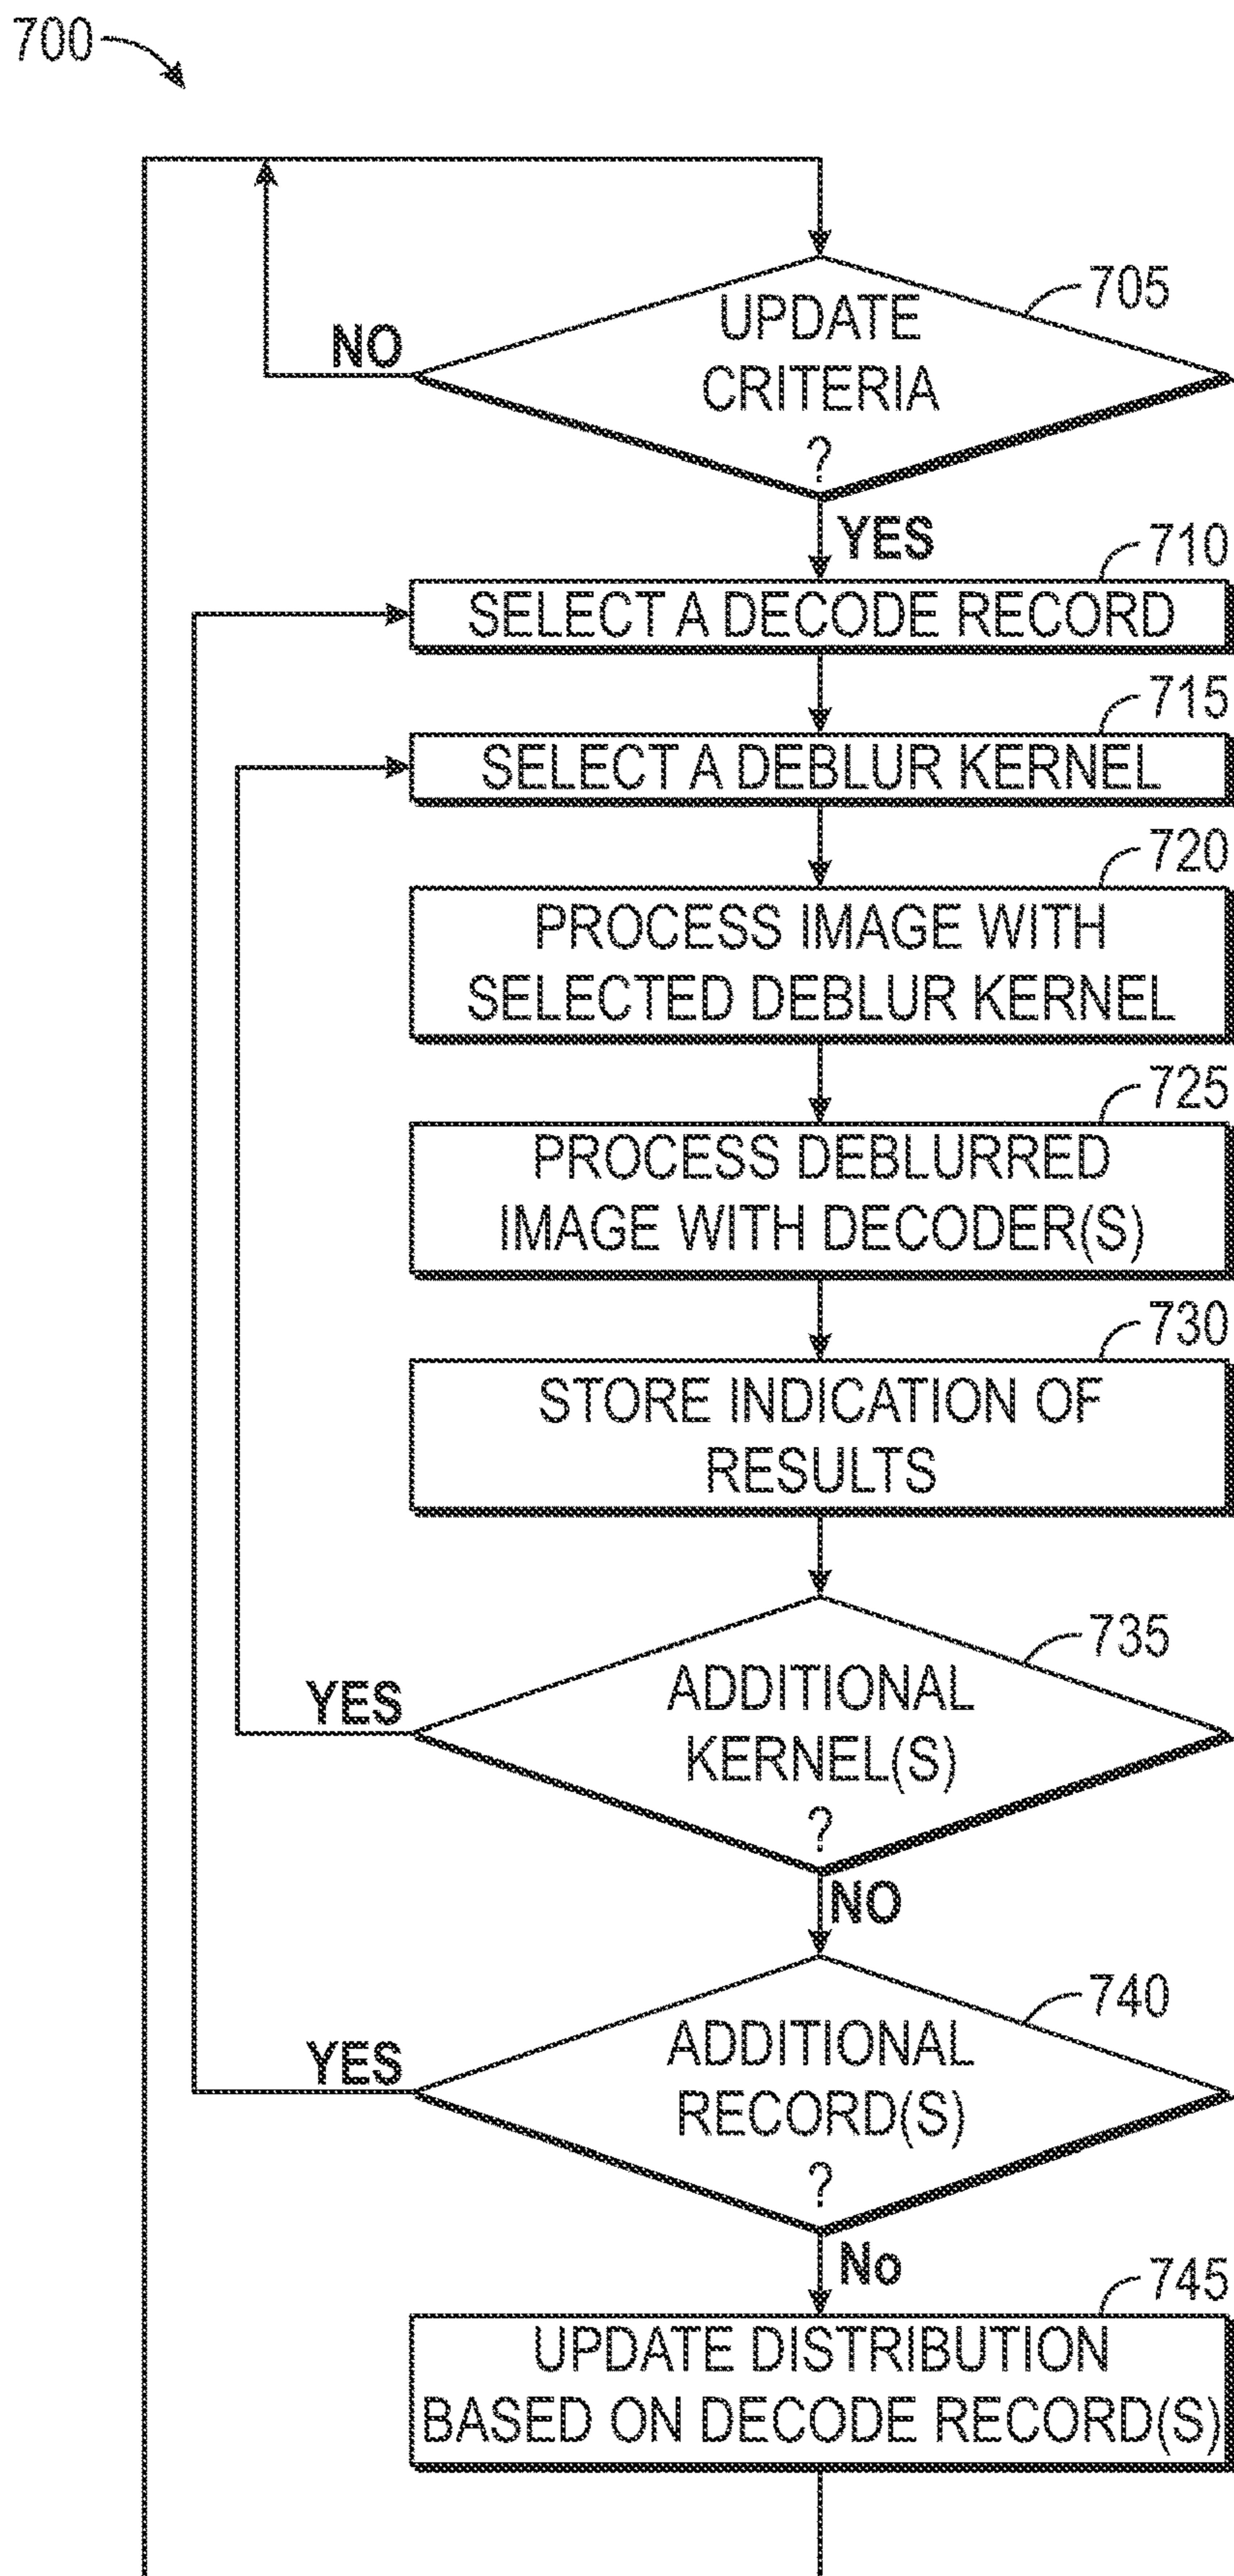 700
705
UPDATE
CRITERIA
?
NO
YES
710
SELECT A DECODE RECORD
715
SELECT A DEBLUR KERNEL
720
PROCESS IMAGE WITH
SELECTED DEBLUR KERNEL
725
PROCESS DEBLURRED
IMAGE WITH DECODER(S)
730
STORE INDICATION OF
RESULTS
735
ADDITIONAL
KERNEL(S)
?
YES
NO
740
ADDITIONAL
RECORD(S)
?
YES
No
745
UPDATE DISTRIBUTION
BASED ON DECODE RECORD(S)